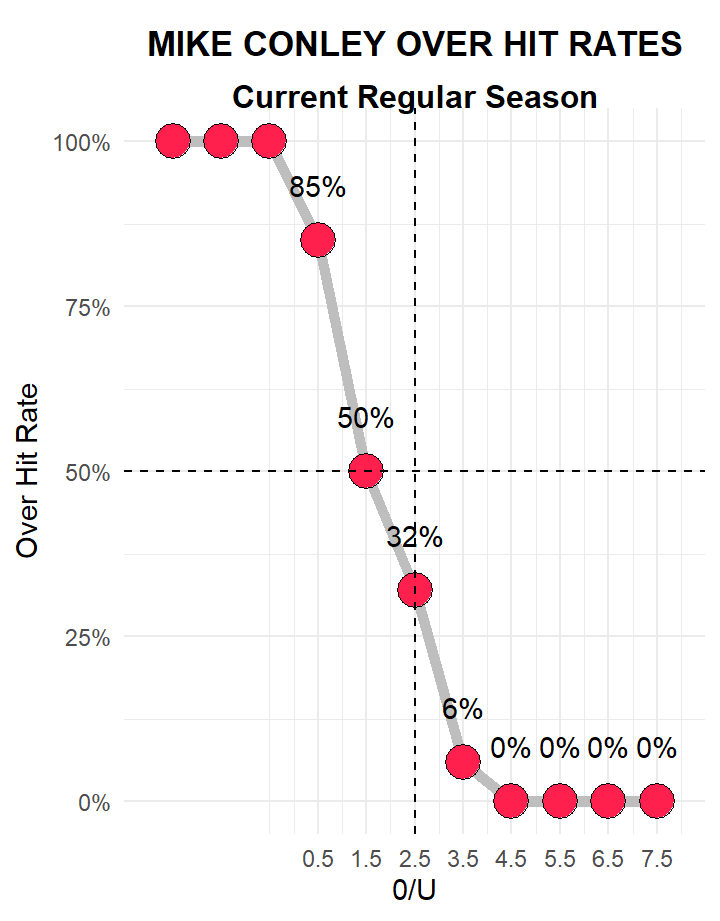 MIKE CONLEY OVER HIT RATES
Current Regular Season
100%
85%
75%
50%
50%
32%
25%
6%
0% 0% 0% 0%
0%
Over Hit Rate
0.5 1.5 2.5 3.5 4.5 5.5 6.5 7.5
0/U